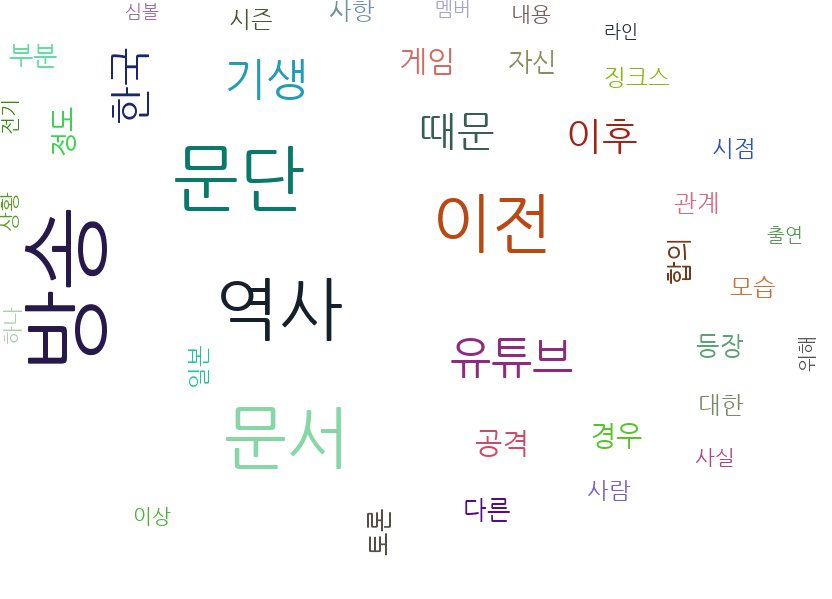 심볼
시즌
사항
멤버
내용
라인
부분
한국
기생
게임
자신
징크스
전기
정도
때문
이후
시점
문단
상황
이전
관계
출연
방송
합의
역사
모습
하나
일본
유튜브
등장
위해
문서
대한
공격
경우
사실
사람
이상
토론
다른